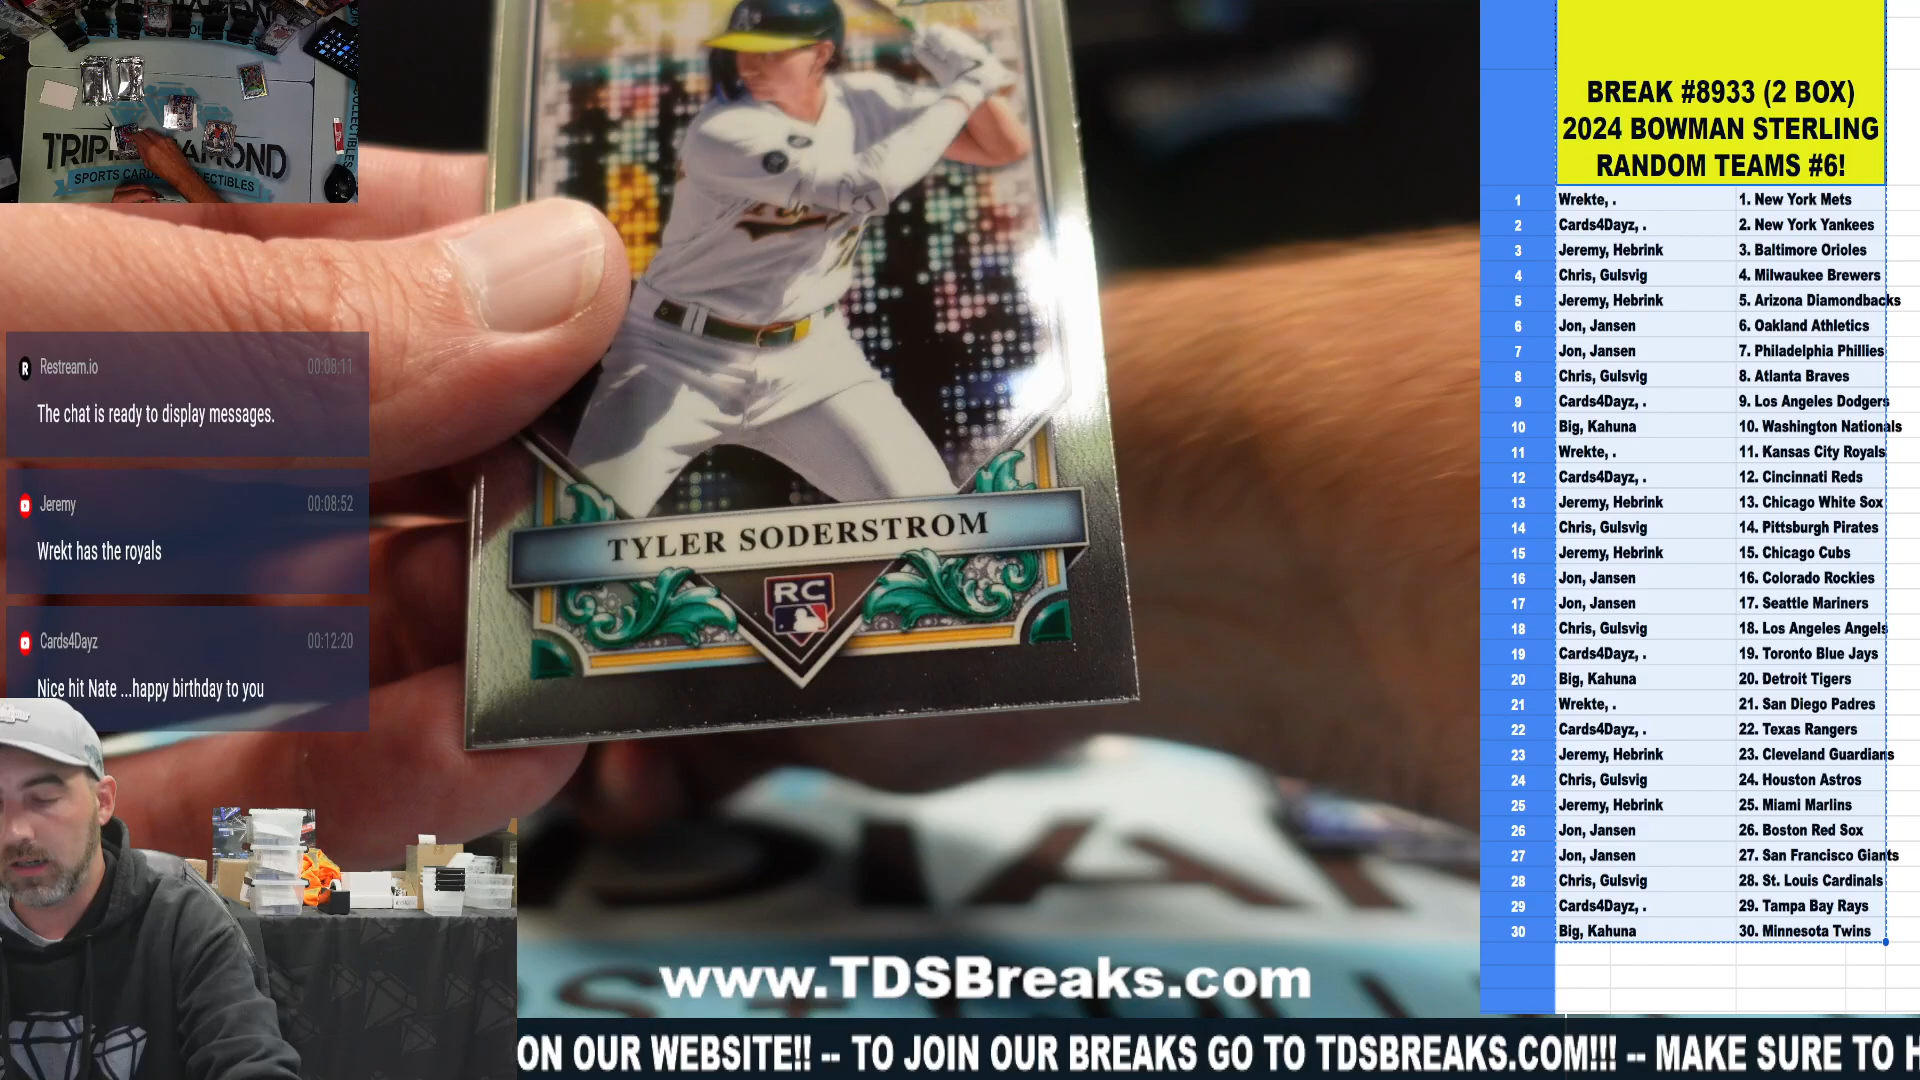 TRIPLE DIAMOND
SPORTS CARDS COLLECTIBLES
Restream.io 00:08:11
The chat is ready to display messages.
Jeremy 00:08:52
Wrekt has the royals
Cards4Dayz 00:12:20
Nice hit Nate ...happy birthday to you
TYLER SODERSTROM
RC
www.TDSBreaks.com
ON OUR WEBSITE!! -- TO JOIN OUR BREAKS GO TO TDSBREAKS.COM!!! -- MAKE SURE TO H
BREAK #8933 (2 BOX)
2024 BOWMAN STERLING
RANDOM TEAMS #6!
1 Wrekte, . 1. New York Mets
2 Cards4Dayz, . 2. New York Yankees
3 Jeremy, Hebrink 3. Baltimore Orioles
4 Chris, Gulsvig 4. Milwaukee Brewers
5 Jeremy, Hebrink 5. Arizona Diamondbacks
6 Jon, Jansen 6. Oakland Athletics
7 Jon, Jansen 7. Philadelphia Phillies
8 Chris, Gulsvig 8. Atlanta Braves
9 Cards4Dayz, . 9. Los Angeles Dodgers
10 Big, Kahuna 10. Washington Nationals
11 Wrekte, . 11. Kansas City Royals
12 Cards4Dayz, . 12. Cincinnati Reds
13 Jeremy, Hebrink 13. Chicago White Sox
14 Chris, Gulsvig 14. Pittsburgh Pirates
15 Jeremy, Hebrink 15. Chicago Cubs
16 Jon, Jansen 16. Colorado Rockies
17 Jon, Jansen 17. Seattle Mariners
18 Chris, Gulsvig 18. Los Angeles Angels
19 Cards4Dayz, . 19. Toronto Blue Jays
20 Big, Kahuna 20. Detroit Tigers
21 Wrekte, . 21. San Diego Padres
22 Cards4Dayz, . 22. Texas Rangers
23 Jeremy, Hebrink 23. Cleveland Guardians
24 Chris, Gulsvig 24. Houston Astros
25 Jeremy, Hebrink 25. Miami Marlins
26 Jon, Jansen 26. Boston Red Sox
27 Jon, Jansen 27. San Francisco Giants
28 Chris, Gulsvig 28. St. Louis Cardinals
29 Cards4Dayz, . 29. Tampa Bay Rays
30 Big, Kahuna 30. Minnesota Twins